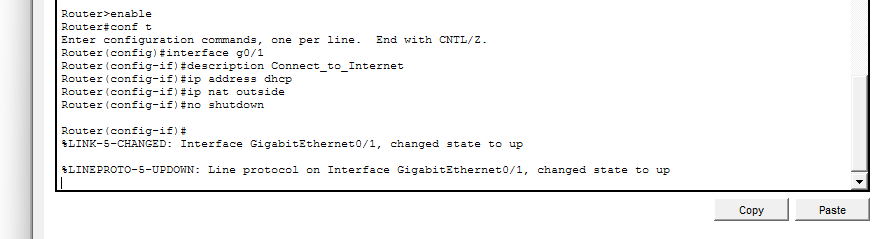 Router>enable
Router#conf t
Enter configuration commands, one per line.  End with CNTL/Z.
Router(config)#interface g0/1
Router(config-if)#description Connect_to_Internet
Router(config-if)#ip address dhcp
Router(config-if)#ip nat outside
Router(config-if)#no shutdown
Router(config-if)#
%LINK-5-CHANGED: Interface GigabitEthernet0/1, changed state to up
%LINEPROTO-5-UPDOWN: Line protocol on Interface GigabitEthernet0/1, changed state to up
Copy Paste